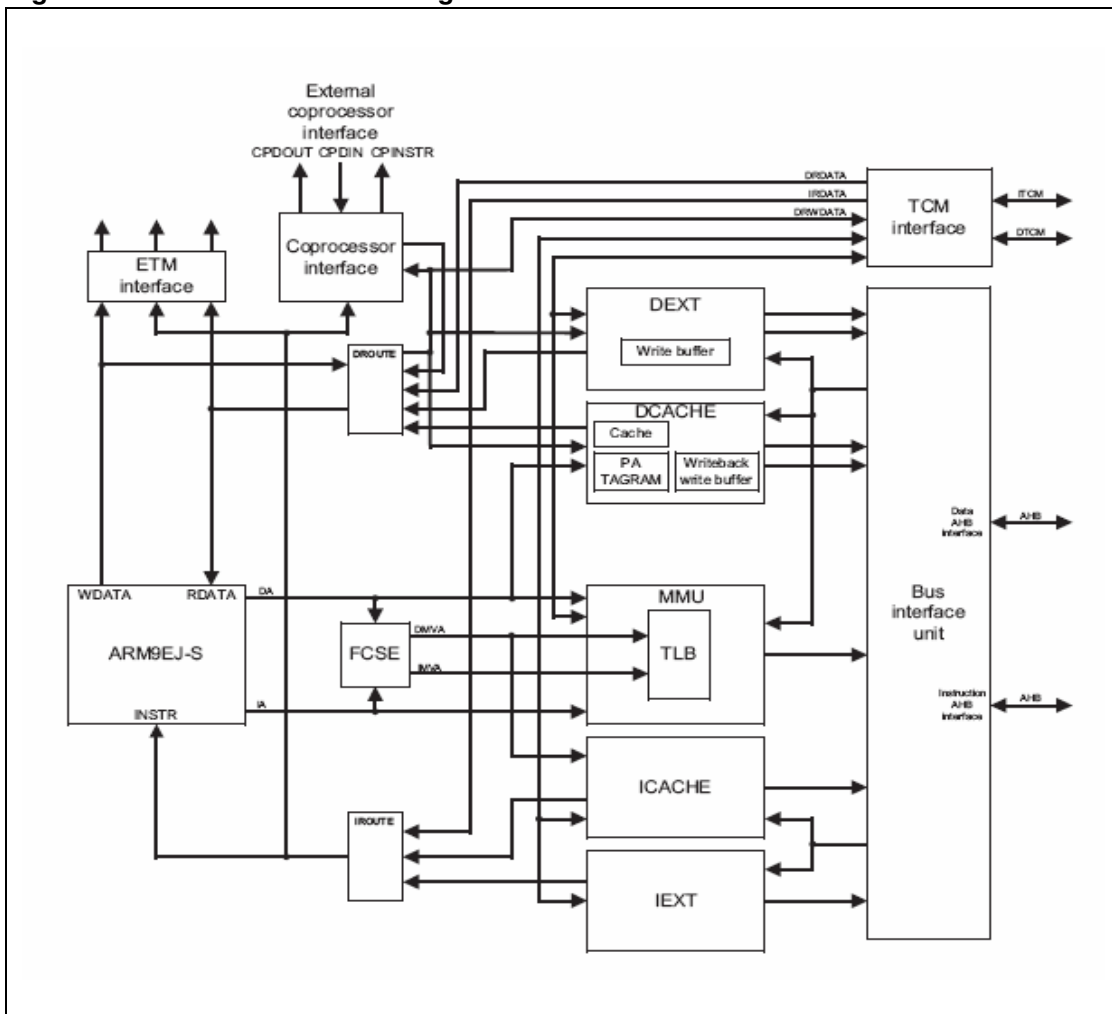 External
coprocessor
interface
CPDOUT CPDIN CPINSTR
DRDATA
IRDATA
DRWDATA
TCM
interface
ITCM
DTCM
ETM
interface
Coprocessor
interface
DROUTE
DEXT
Write buffer
DCACHE
Cache
PA
TAGRAM
Writeback
write buffer
Data
AHB
interface
AHB
Bus
interface
unit
Instruction
AHB
interface
AHB
WDATA RDATA
ARM9EJ-S
INSTR
DA
IA
FCSE
DMVA
IMVA
MMU
TLB
ICACHE
IROUTE
IEXT